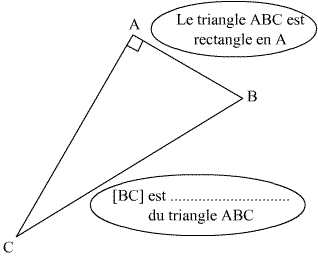 A
Le triangle ABC est
rectangle en A
B
[BC] est ..............................
du triangle ABC
C